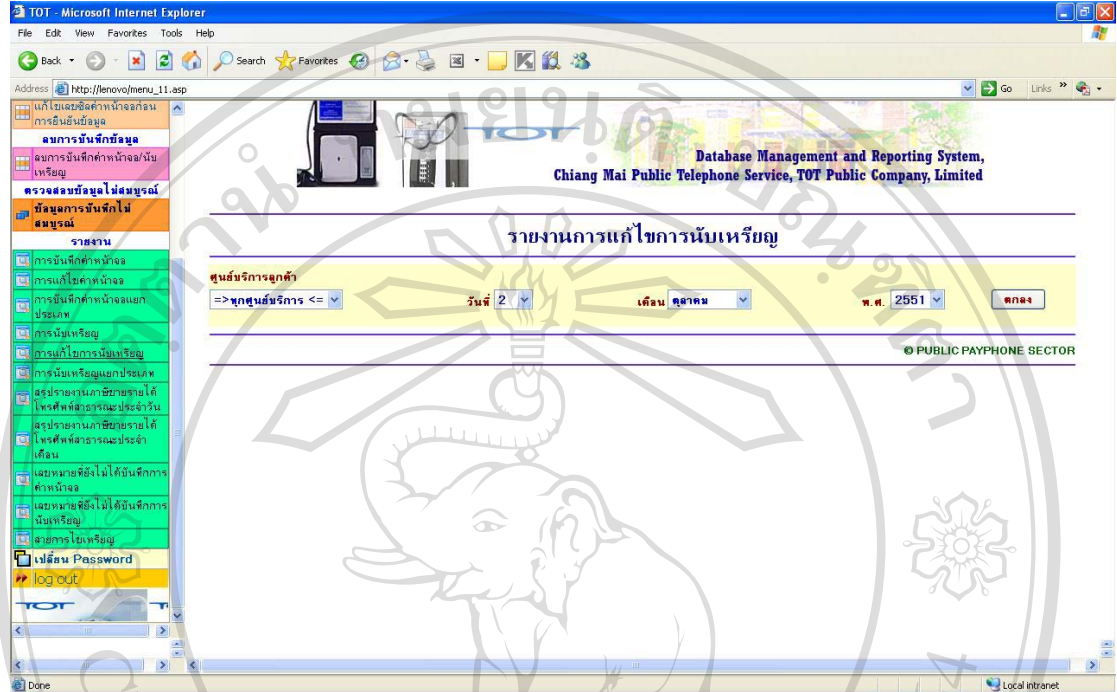 TOT - Microsoft Internet Explorer
File Edit View Favorites Tools Help
Back Search Favorites
Address http://lenovo/menu_11.asp Go Links
แก้ไขเลขซีลค่าหน้าจอก่อน
การยืนยันข้อมูล
ลบการบันทึกข้อมูล
ลบการบันทึกค่าหน้าจอ/นับ
เหรียญ
ตรวจสอบข้อมูลไม่สมบูรณ์
ข้อมูลการบันทึกไม่
สมบูรณ์
รายงาน
การบันทึกค่าหน้าจอ
การแก้ไขค่าหน้าจอ
การบันทึกค่าหน้าจอแยก
ประเภท
การนับเหรียญ
การแก้ไขการนับเหรียญ
การนับเหรียญแยกประเภท
สรุปรายงานภาษีขายรายได้
โทรศัพท์สาธารณะประจำวัน
สรุปรายงานภาษีขายรายได้
โทรศัพท์สาธารณะประจำ
เดือน
เลขหมายที่ยังไม่ได้บันทึกการ
ค่าหน้าจอ
เลขหมายที่ยังไม่ได้บันทึกการ
นับเหรียญ
สายการไขเหรียญ
เปลี่ยน Password
log out
TOT
TOT
Database Management and Reporting System,
Chiang Mai Public Telephone Service, TOT Public Company, Limited
รายงานการแก้ไขการนับเหรียญ
ศูนย์บริการลูกค้า
=>ทุกศูนย์บริการ <= วันที่ 2 เดือน ตุลาคม พ.ศ. 2551 ตกลง
© PUBLIC PAYPHONE SECTOR
Done Local intranet